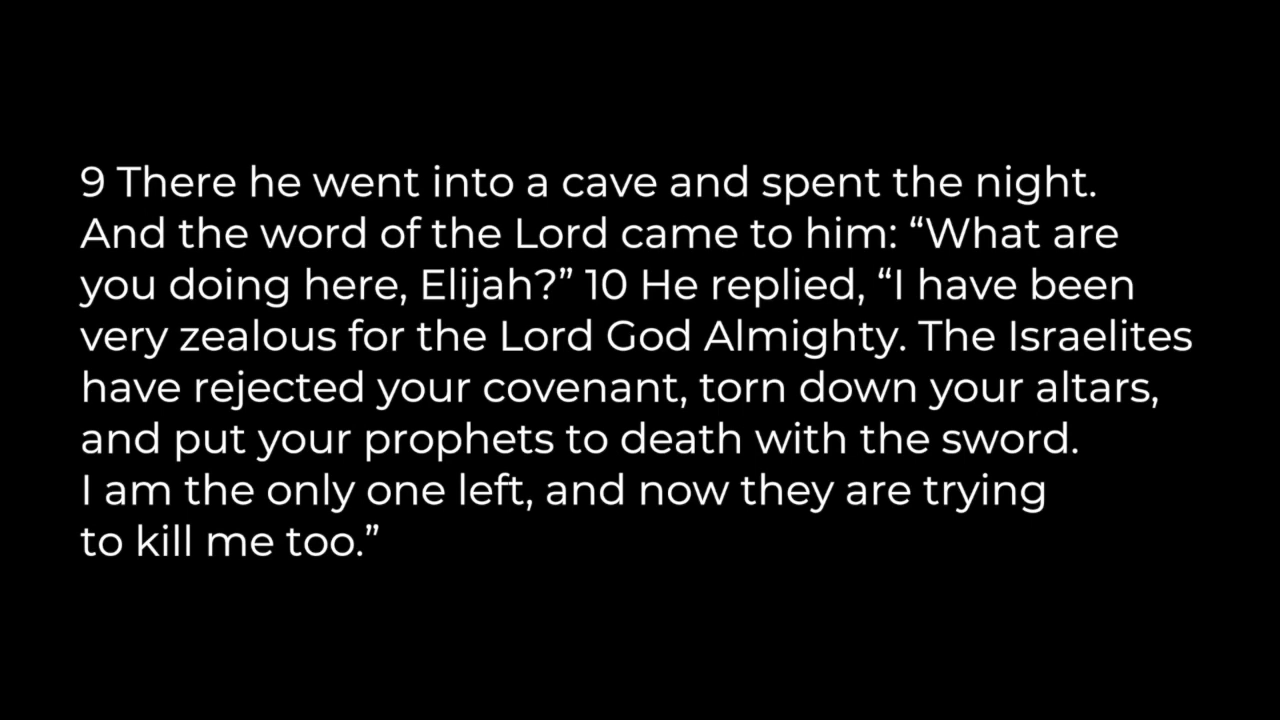 9 There he went into a cave and spent the night.
And the word of the Lord came to him: “What are
you doing here, Elijah?” 10 He replied, “I have been
very zealous for the Lord God Almighty. The Israelites
have rejected your covenant, torn down your altars,
and put your prophets to death with the sword.
I am the only one left, and now they are trying
to kill me too.”